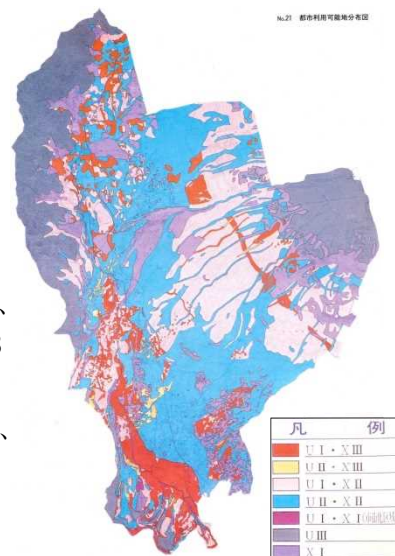 No.21 都市利用可能地分布図
、
、
凡 例
U I・X III
U II・X III
U I・X II
U II・X II
U I・X I
U III
X I